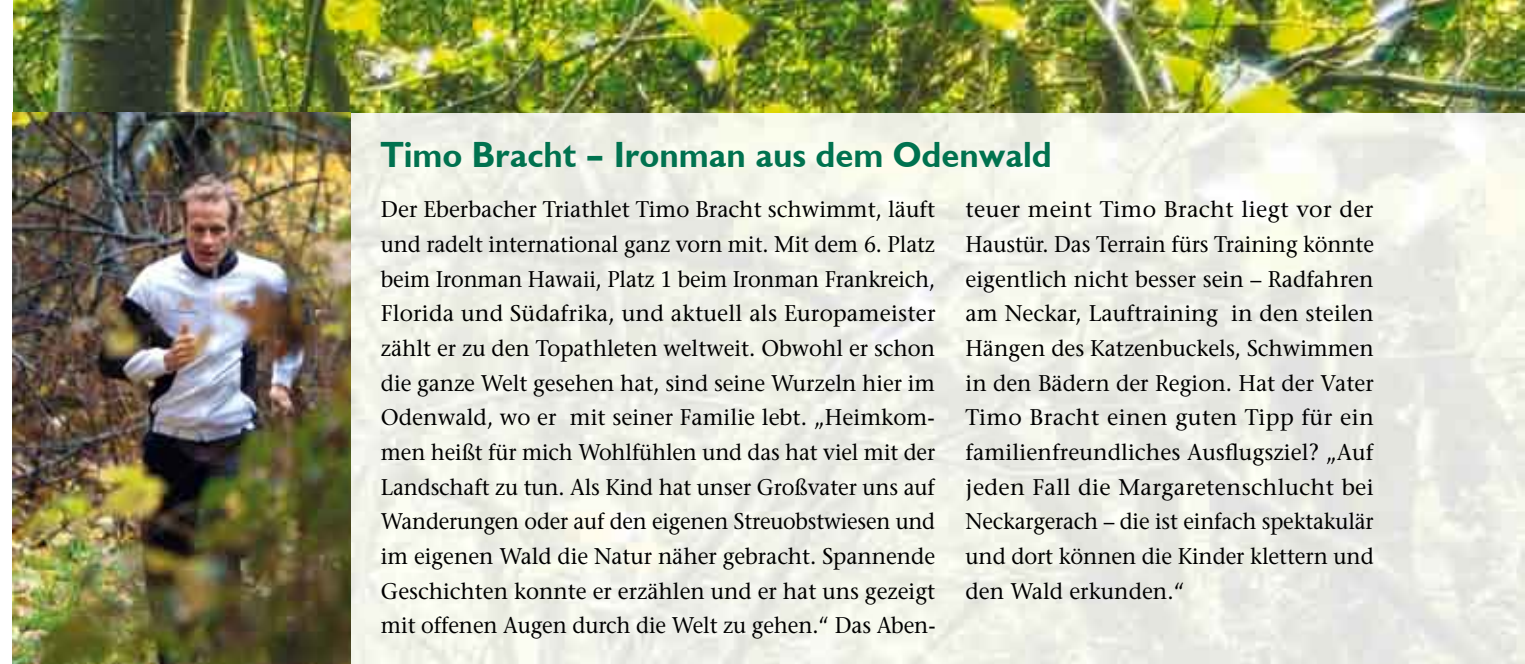 Timo Bracht – Ironman aus dem Odenwald
Der Eberbacher Triathlet Timo Bracht schwimmt, läuft
und radelt international ganz vorn mit. Mit dem 6. Platz
beim Ironman Hawaii, Platz 1 beim Ironman Frankreich,
Florida und Südafrika, und aktuell als Europameister
zählt er zu den Topathleten weltweit. Obwohl er schon
die ganze Welt gesehen hat, sind seine Wurzeln hier im
Odenwald, wo er  mit seiner Familie lebt. „Heimkom-
men heißt für mich Wohlfühlen und das hat viel mit der
Landschaft zu tun. Als Kind hat unser Großvater uns auf
Wanderungen oder auf den eigenen Streuobstwiesen und
im eigenen Wald die Natur näher gebracht. Spannende
Geschichten konnte er erzählen und er hat uns gezeigt
mit offenen Augen durch die Welt zu gehen.“ Das Aben-
teuer meint Timo Bracht liegt vor der
Haustür. Das Terrain fürs Training könnte
eigentlich nicht besser sein – Radfahren
am Neckar, Lauftraining  in den steilen
Hängen des Katzenbuckels, Schwimmen
in den Bädern der Region. Hat der Vater
Timo Bracht einen guten Tipp für ein
familienfreundliches Ausflugsziel? „Auf
jeden Fall die Margaretenschlucht bei
Neckargerach – die ist einfach spektakulär
und dort können die Kinder klettern und
den Wald erkunden.“